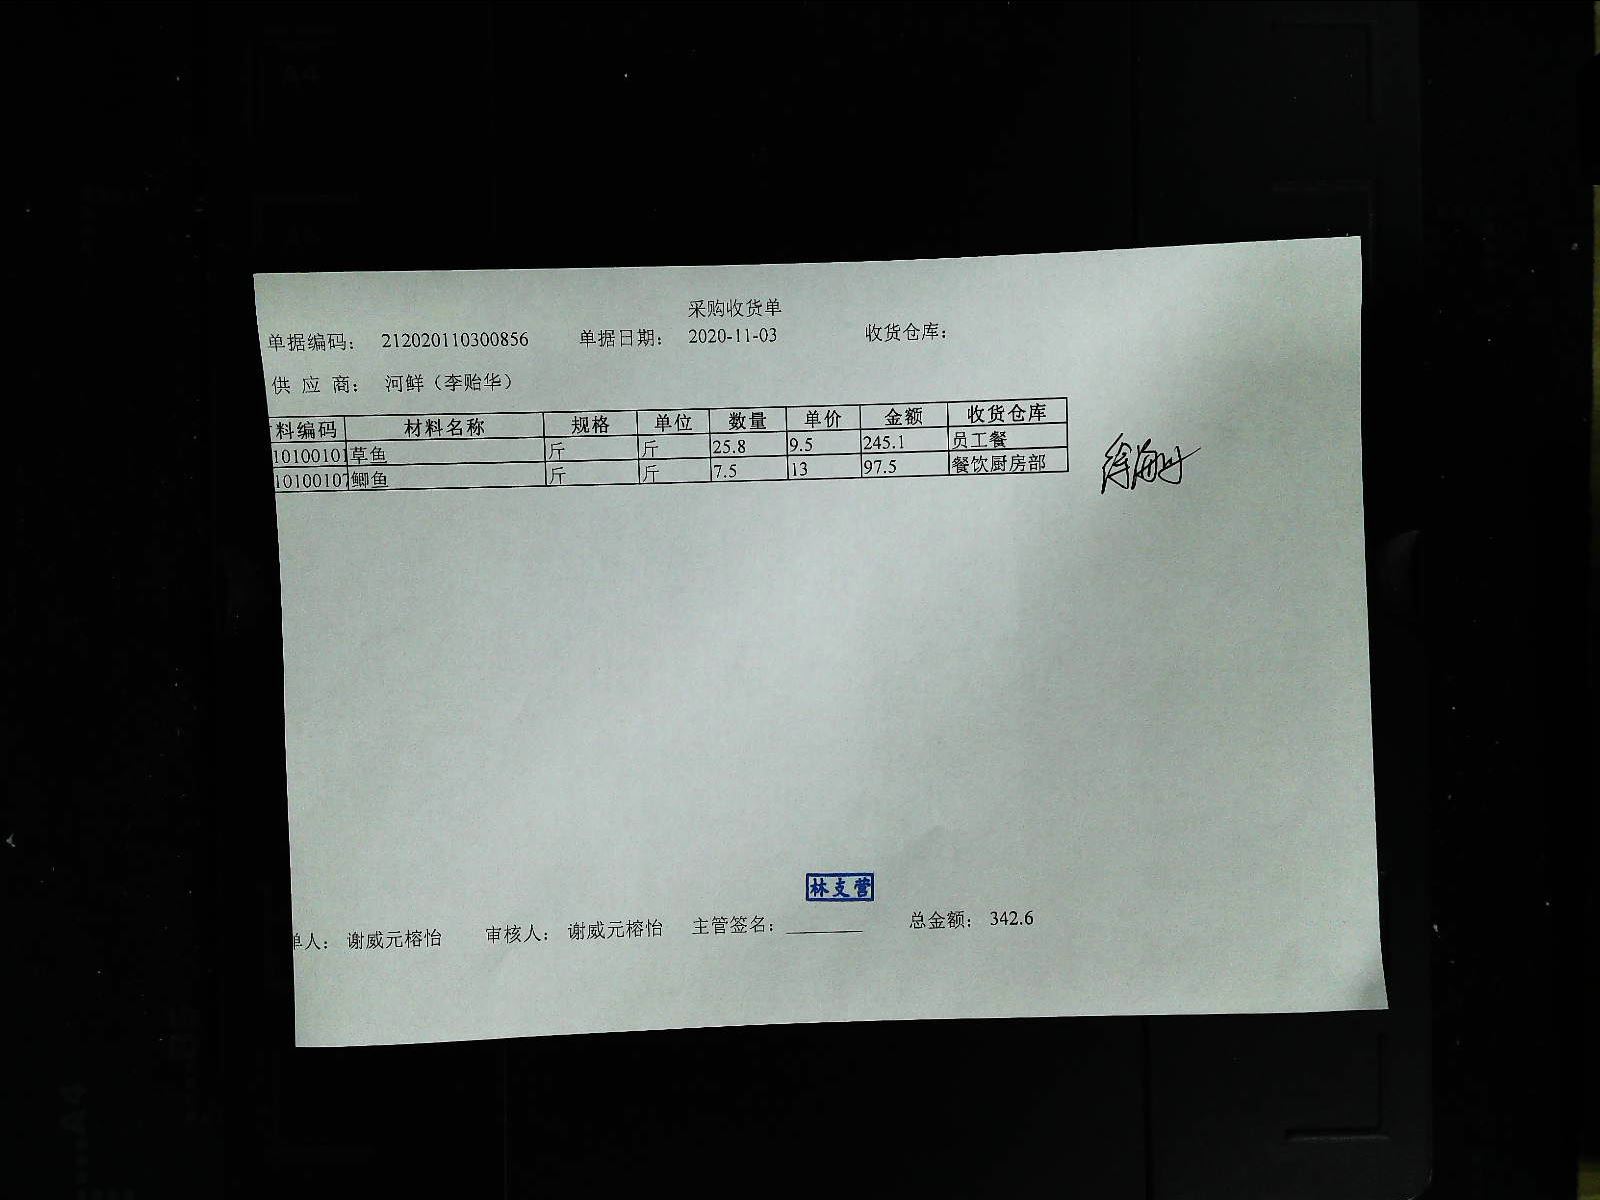 采购收货单
单据编码： 212020110300856 单据日期： 2020-11-03 收货仓库：
供 应 商： 河鲜（李贻华）
料编码 材料名称 规格 单位 数量 单价 金额 收货仓库
10100101 草鱼 斤 斤 25.8 9.5 245.1 员工餐
10100107 鲫鱼 斤 斤 7.5 13 97.5 餐饮厨房部
林支营
单人： 谢威元榕怡 审核人： 谢威元榕怡 主管签名：________ 总金额： 342.6